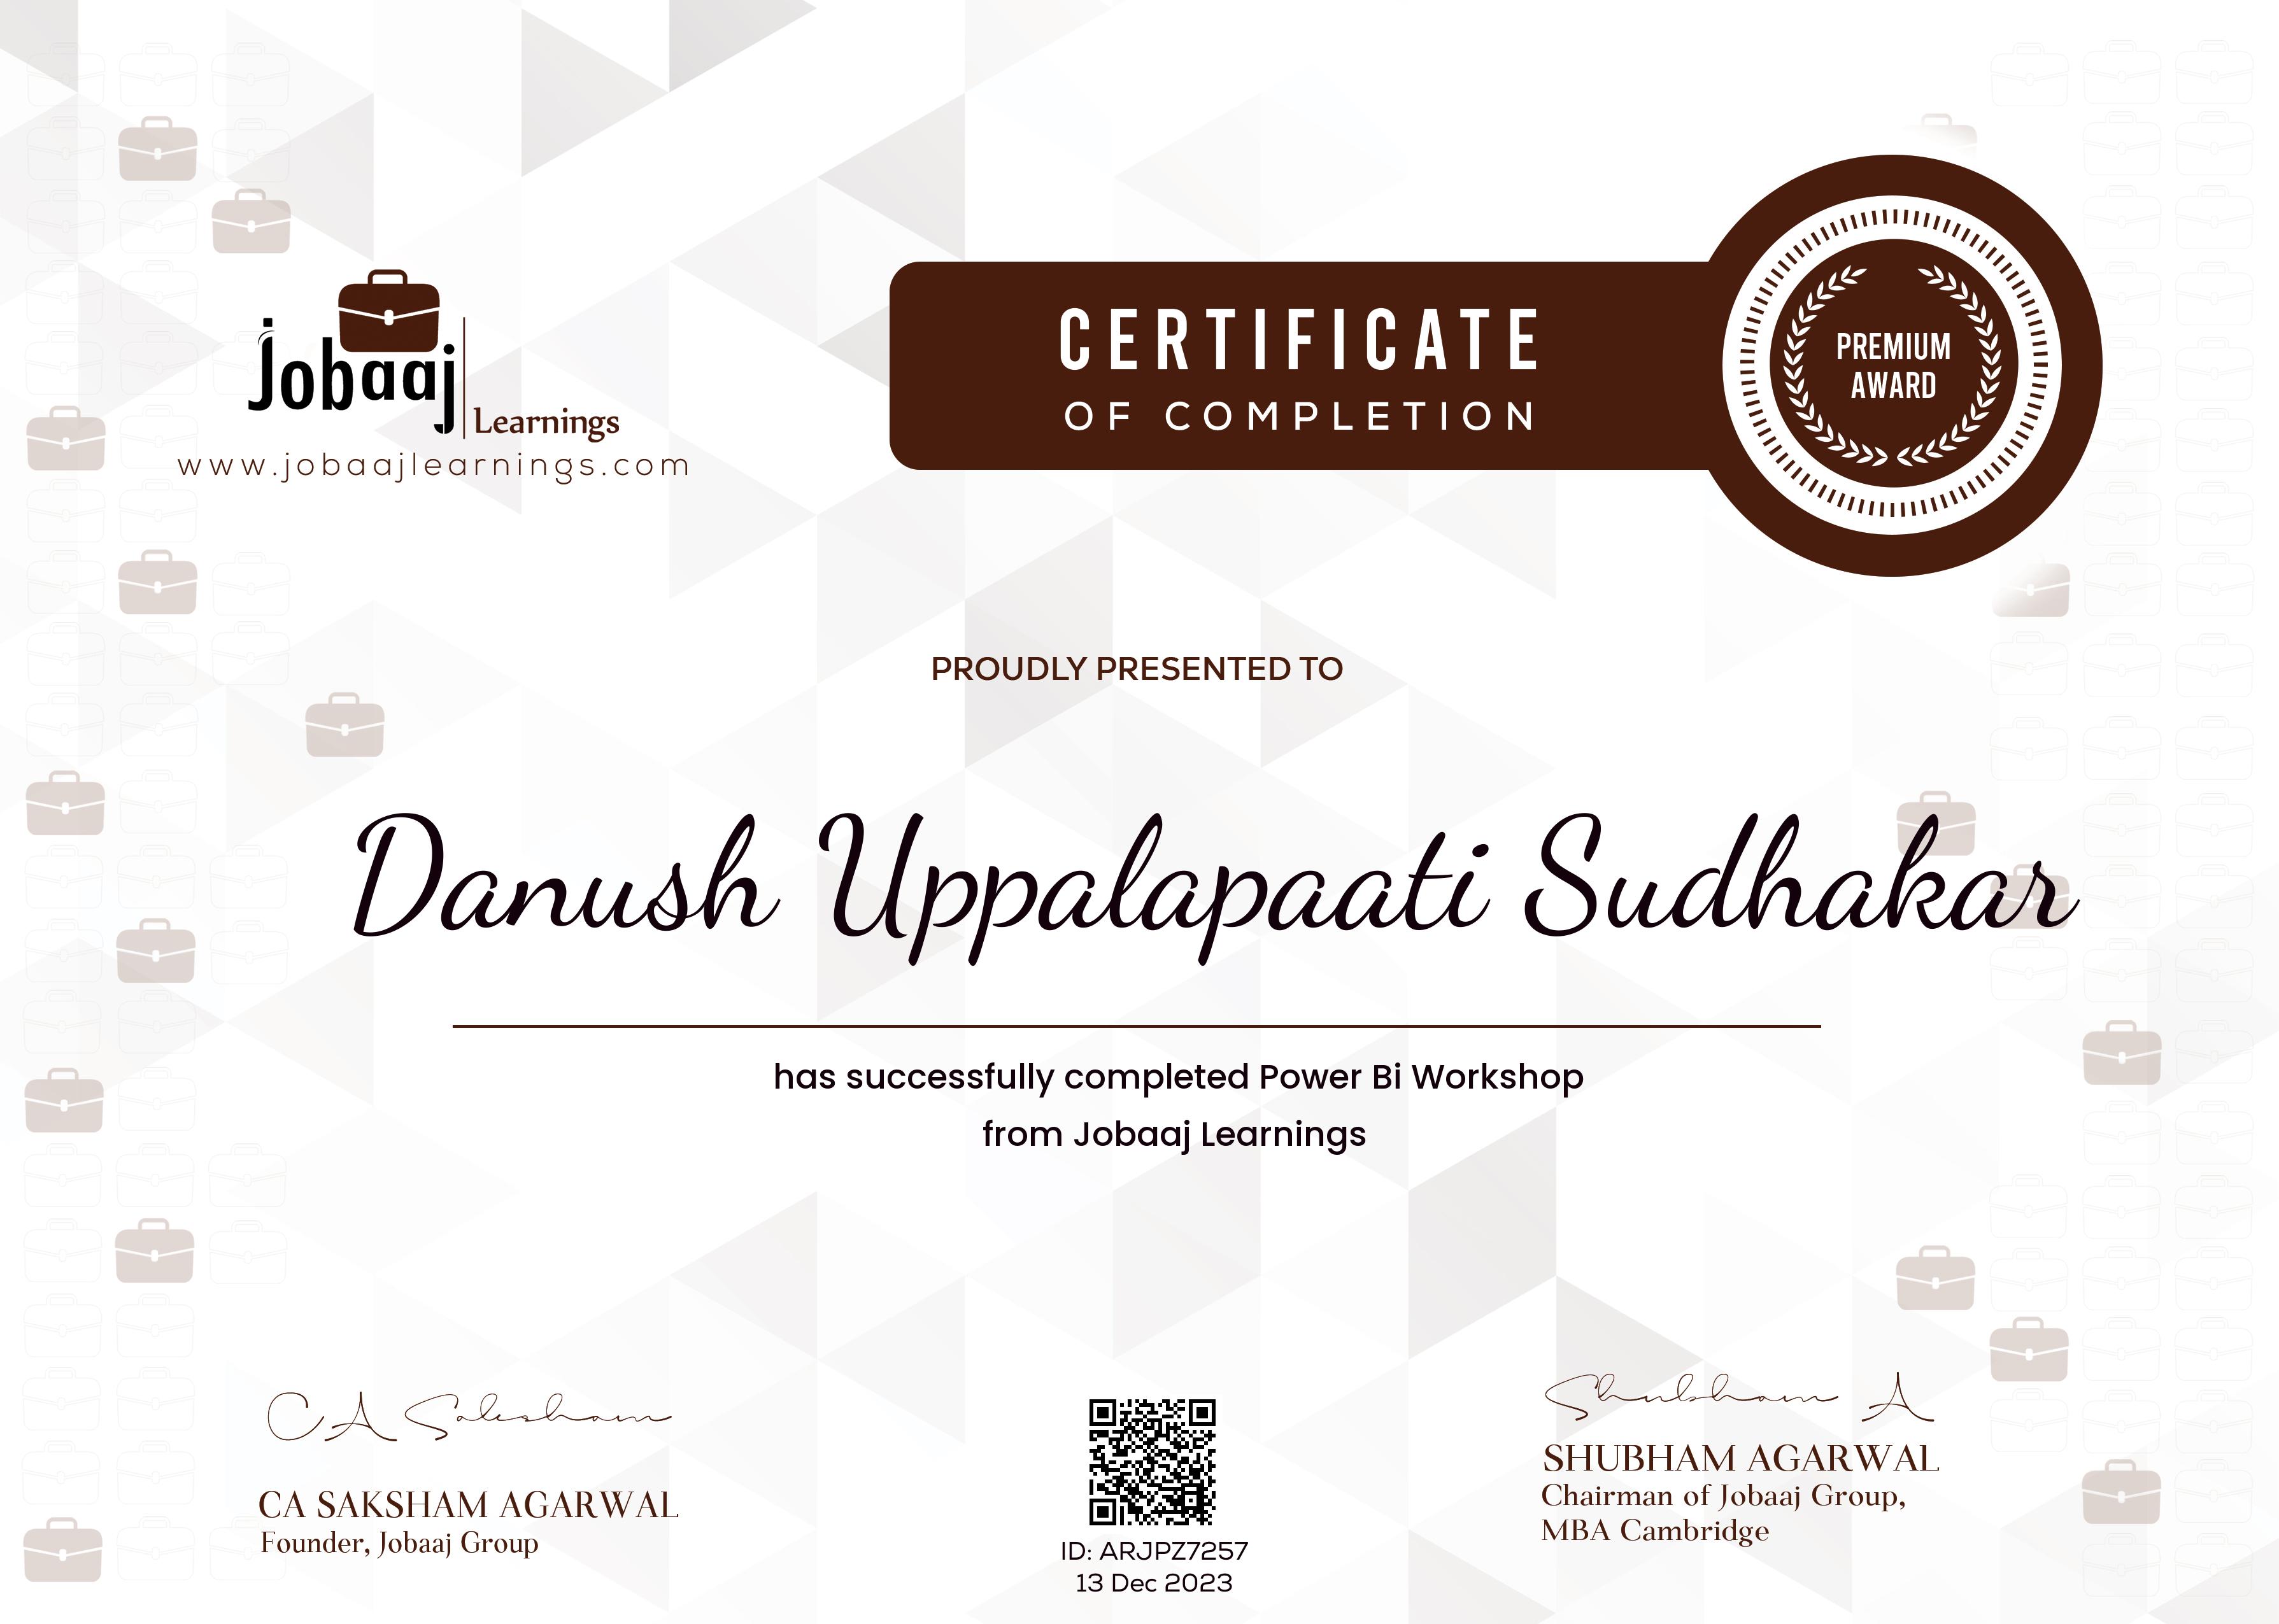 Jobaaj
Learnings
www.jobaajlearnings.com
CERTIFICATE
OF COMPLETION
PREMIUM
AWARD
PROUDLY PRESENTED TO
Danush Uppalapaati Sudhakar
has successfully completed Power Bi Workshop
from Jobaaj Learnings
CA Saksham
CA SAKSHAM AGARWAL
Founder, Jobaaj Group
ID: ARJPZ7257
13 Dec 2023
Shubham A
SHUBHAM AGARWAL
Chairman of Jobaaj Group,
MBA Cambridge